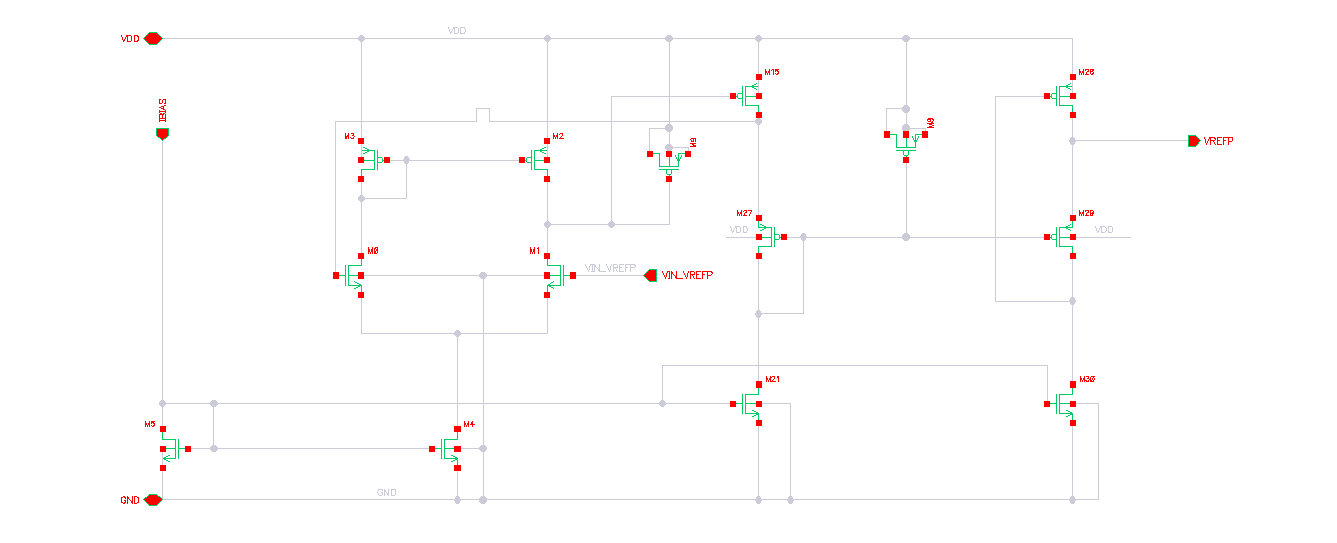 VDD
VDD
M15
M28
IBIAS
M9
M3
M2
M9
VREFP
M27
M29
VDD
VDD
M0
M1
VIN_VREFP
VIN_VREFP
M21
M30
M5
M4
GND
GND